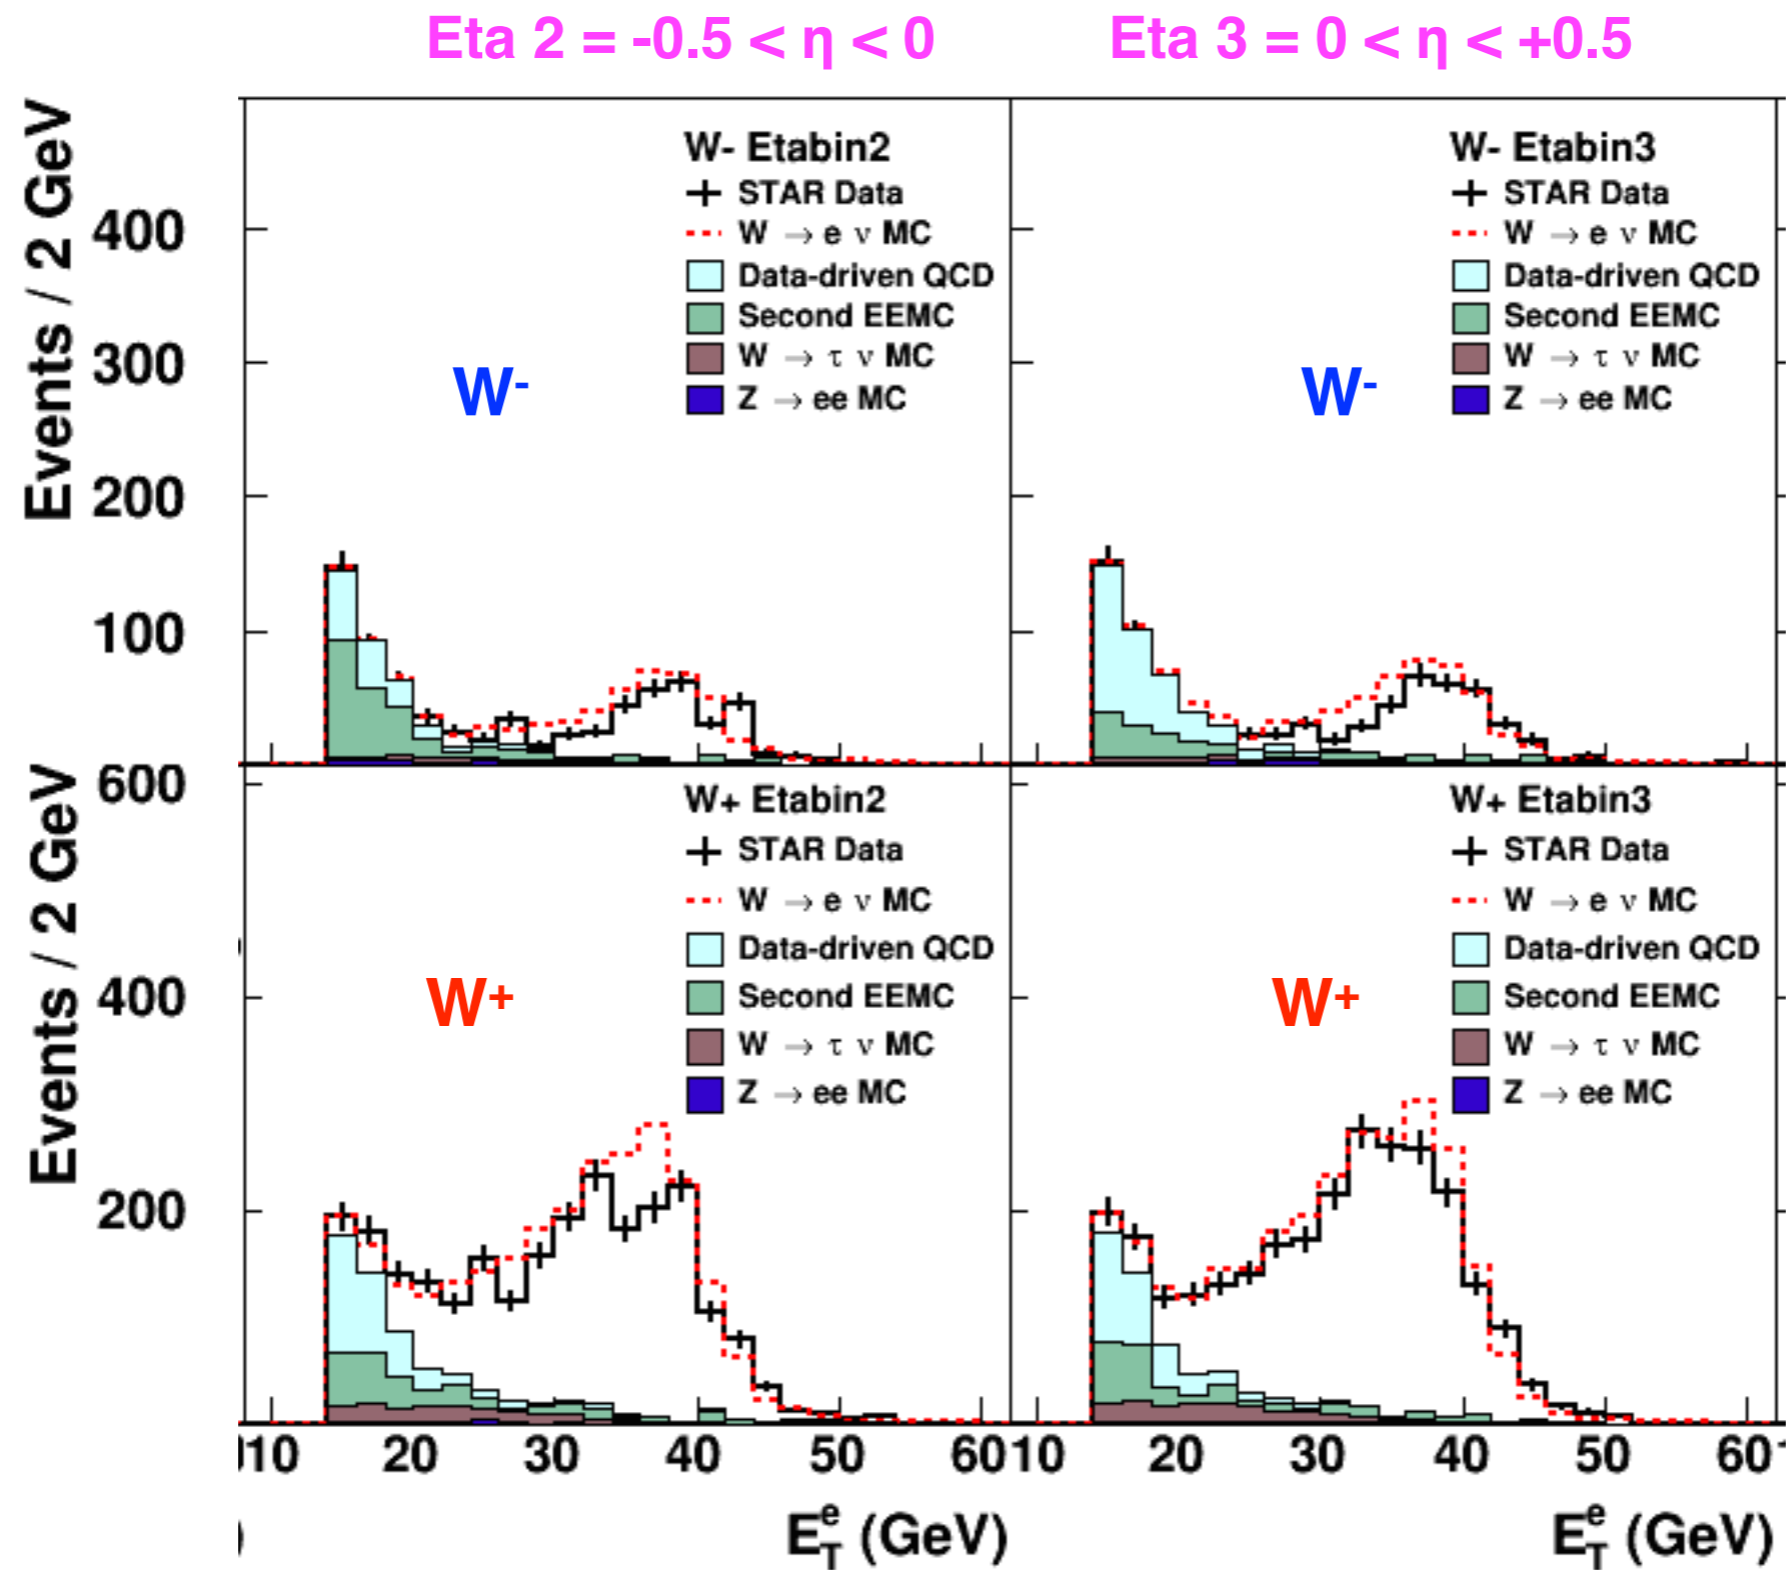 Eta 2 = -0.5 < η < 0
Eta 3 = 0 < η < +0.5
Events / 2 GeV
400
300
200
100
W- Etabin2
STAR Data
W → e ν MC
Data-driven QCD
Second EEMC
W → τ ν MC
Z → ee MC
W-
W- Etabin3
STAR Data
W → e ν MC
Data-driven QCD
Second EEMC
W → τ ν MC
Z → ee MC
W-
Events / 2 GeV
600
400
200
W+ Etabin2
STAR Data
W → e ν MC
Data-driven QCD
Second EEMC
W → τ ν MC
Z → ee MC
W+
W+ Etabin3
STAR Data
W → e ν MC
Data-driven QCD
Second EEMC
W → τ ν MC
Z → ee MC
W+
10 20 30 40 50 60
10 20 30 40 50 60
E_T^e (GeV)
E_T^e (GeV)